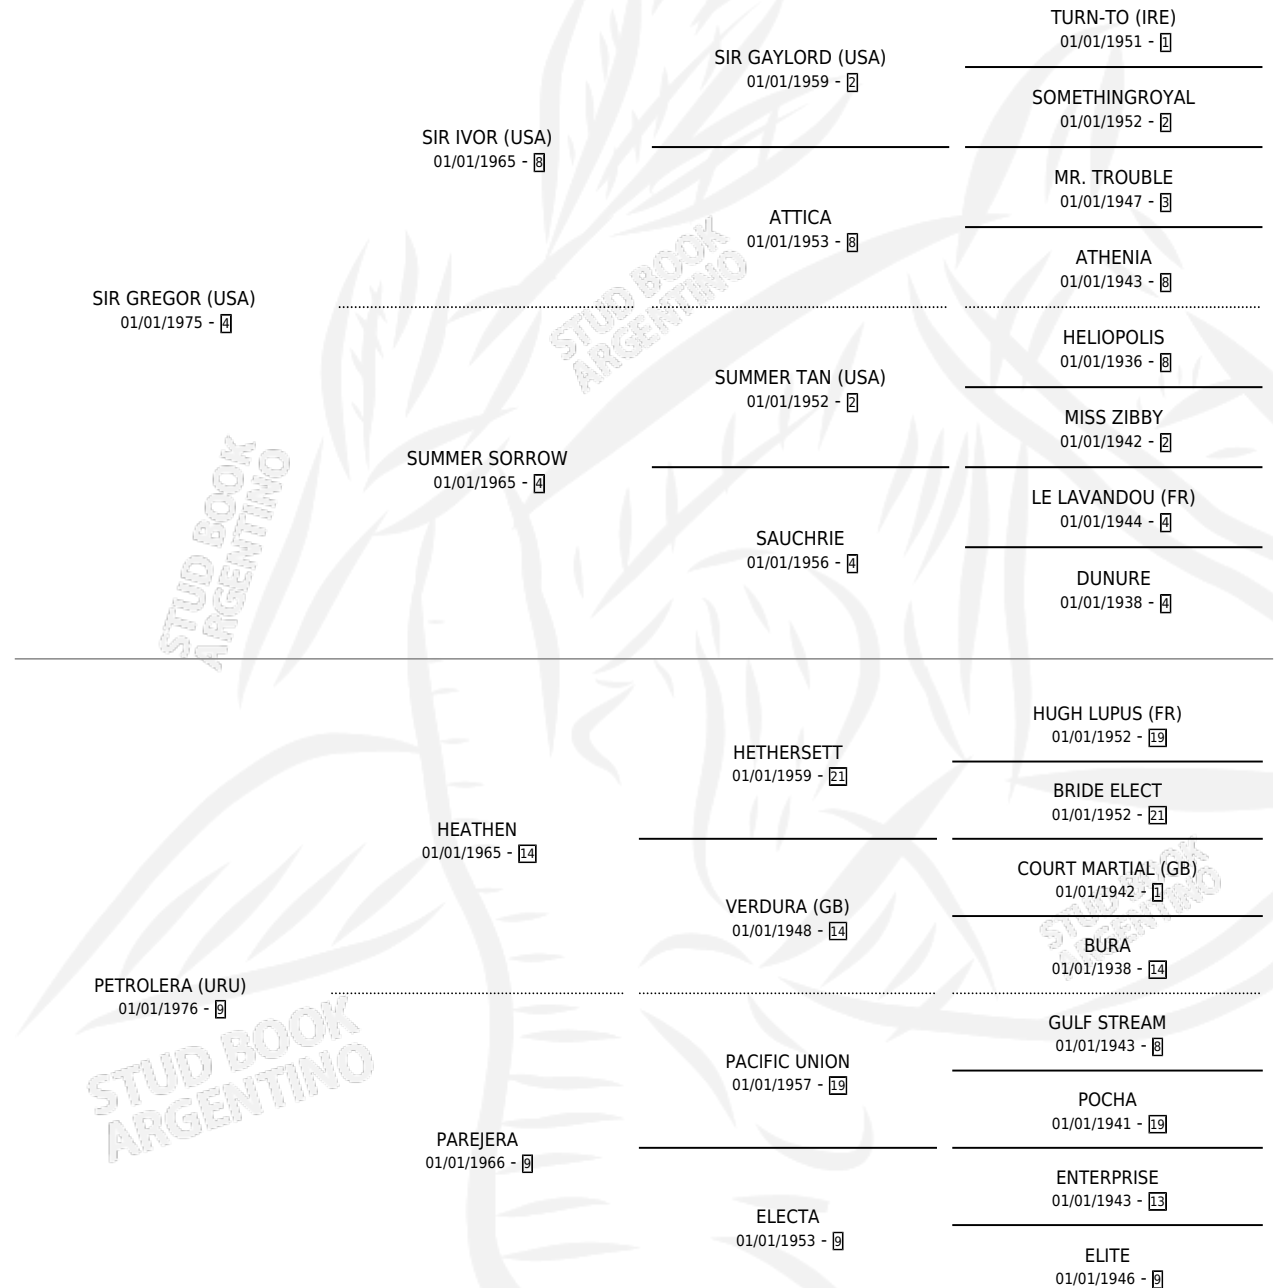 TURN-TO (IRE)
01/01/1951 - 1
SIR GAYLORD (USA)
01/01/1959 - 2
SOMETHINGROYAL
01/01/1952 - 2
SIR IVOR (USA)
01/01/1965 - 8
MR. TROUBLE
01/01/1947 - 3
ATTICA
01/01/1953 - 8
ATHENIA
01/01/1943 - 8
SIR GREGOR (USA)
01/01/1975 - 4
HELIOPOLIS
01/01/1936 - 8
SUMMER TAN (USA)
01/01/1952 - 2
MISS ZIBBY
01/01/1942 - 2
SUMMER SORROW
01/01/1965 - 4
LE LAVANDOU (FR)
01/01/1944 - 4
SAUCHRIE
01/01/1956 - 4
DUNURE
01/01/1938 - 4
HUGH LUPUS (FR)
01/01/1952 - 19
HETHERSETT
01/01/1959 - 21
BRIDE ELECT
01/01/1952 - 21
HEATHEN
01/01/1965 - 14
COURT MARTIAL (GB)
01/01/1942 - 1
VERDURA (GB)
01/01/1948 - 14
BURA
01/01/1938 - 14
PETROLERA (URU)
01/01/1976 - 9
GULF STREAM
01/01/1943 - 8
PACIFIC UNION
01/01/1957 - 19
POCHA
01/01/1941 - 19
PAREJERA
01/01/1966 - 9
ENTERPRISE
01/01/1943 - 13
ELECTA
01/01/1953 - 9
ELITE
01/01/1946 - 9
STUD BOOK
ARGENTINO
STUD BOOK
ARGENTINO
STUD BOOK
ARGENTINO
STUD BOOK
ARGENTINO